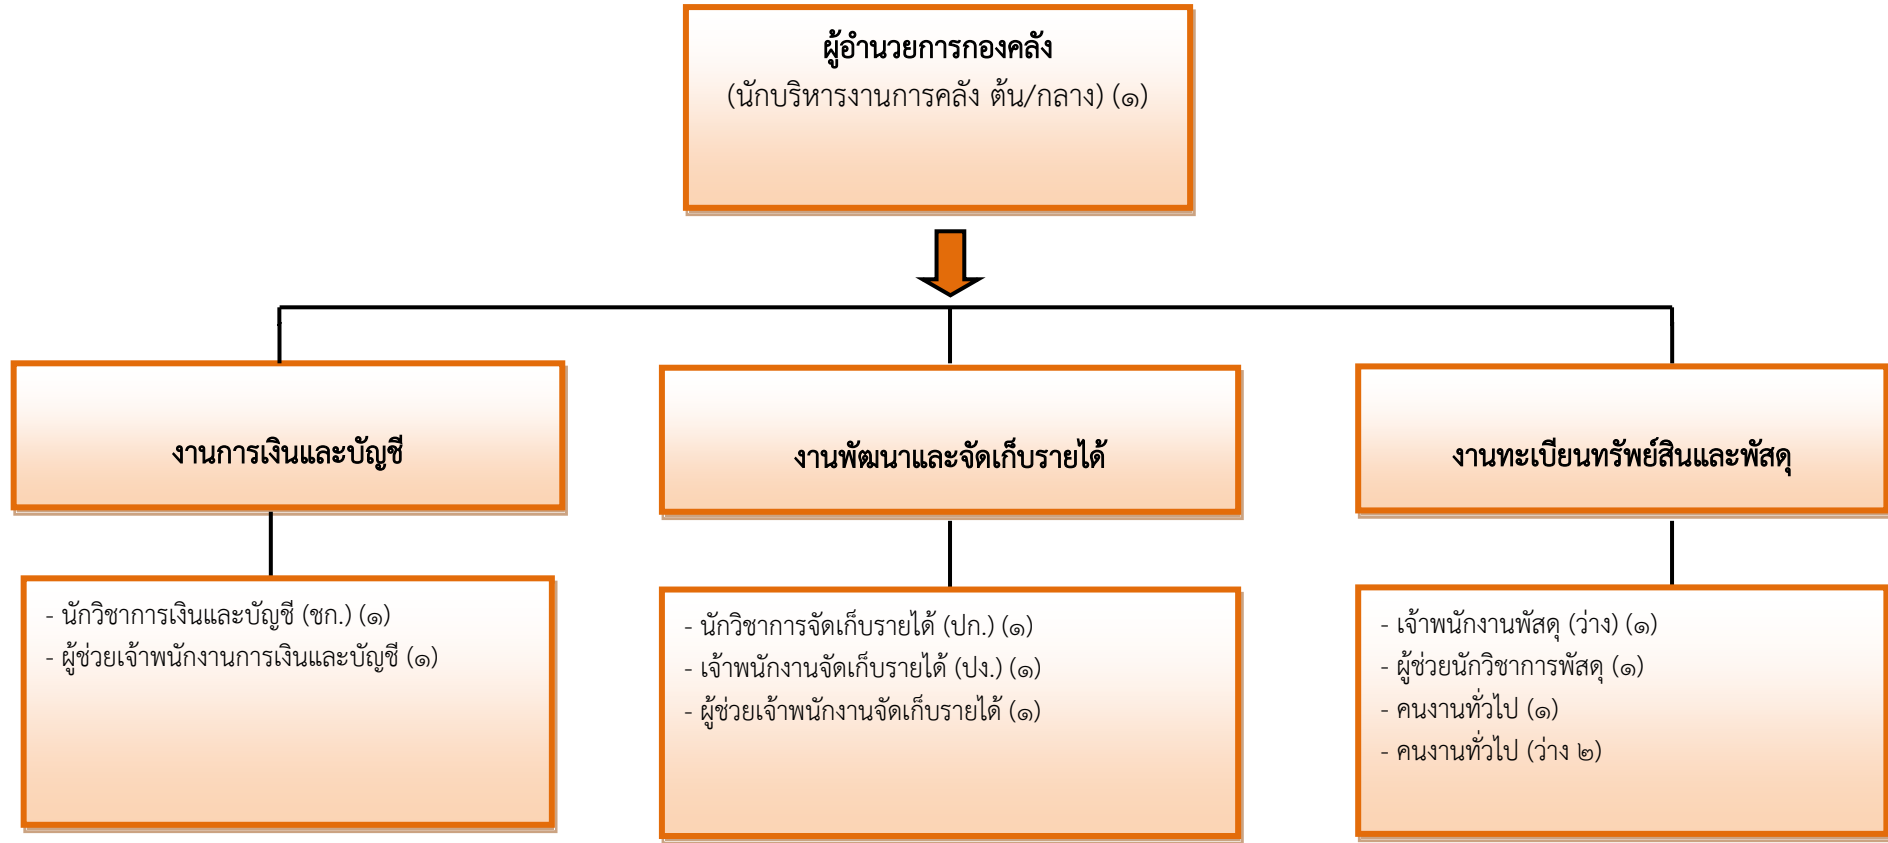 ผู้อำนวยการกองคลัง
(นักบริหารงานการคลัง ต้น/กลาง) (๑)
งานการเงินและบัญชี
- นักวิชาการเงินและบัญชี (ชก.) (๑)
- ผู้ช่วยเจ้าพนักงานการเงินและบัญชี (๑)
งานพัฒนาและจัดเก็บรายได้
- นักวิชาการจัดเก็บรายได้ (ปก.) (๑)
- เจ้าพนักงานจัดเก็บรายได้ (ปง.) (๑)
- ผู้ช่วยเจ้าพนักงานจัดเก็บรายได้ (๑)
งานทะเบียนทรัพย์สินและพัสดุ
- เจ้าพนักงานพัสดุ (ว่าง) (๑)
- ผู้ช่วยนักวิชาการพัสดุ (๑)
- คนงานทั่วไป (๑)
- คนงานทั่วไป (ว่าง ๒)